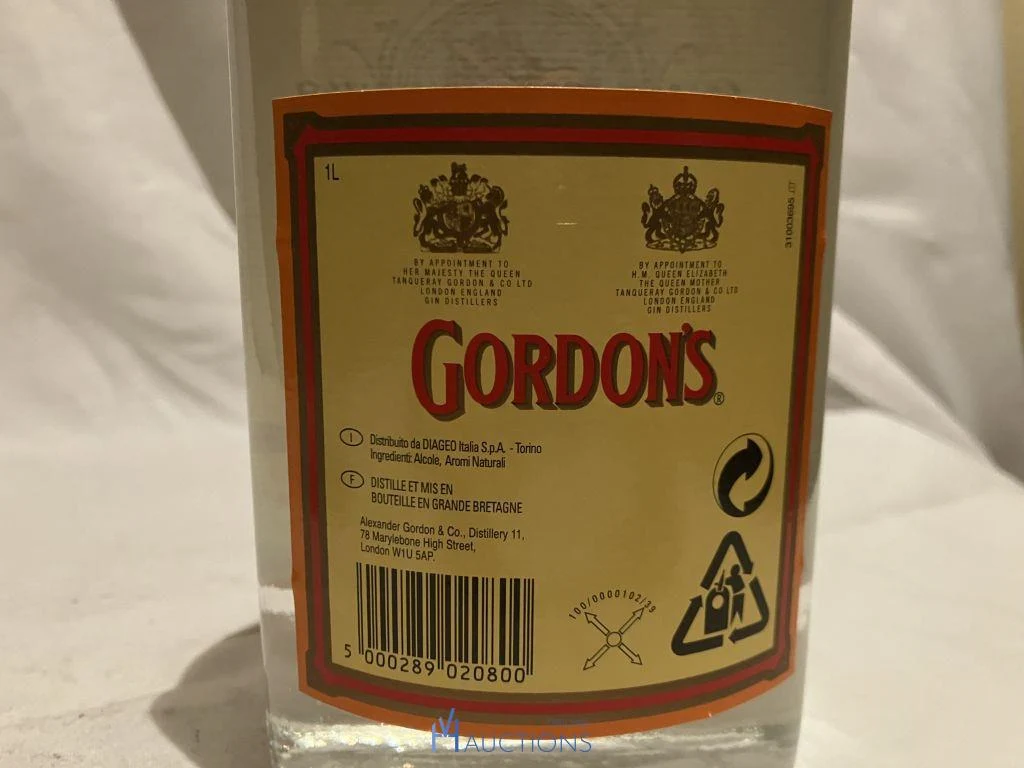 1L
BY APPOINTMENT TO
HER MAJESTY THE QUEEN
TANQUERAY GORDON & CO LTD
LONDON ENGLAND
GIN DISTILLERS
BY APPOINTMENT TO
H.M. QUEEN ELIZABETH
THE QUEEN MOTHER
TANQUERAY GORDON & CO LTD
LONDON ENGLAND
GIN DISTILLERS
31003695
GORDON'S®
I Distribuito da DIAGEO Italia S.p.A. - Torino
Ingredienti: Alcole, Aromi Naturali
F DISTILLE ET MIS EN
BOUTEILLE EN GRANDE BRETAGNE
Alexander Gordon & Co., Distillery 11,
78 Marylebone High Street,
London W1U 5AP.
5 000289 020800
100/0000102/39
AUCTIONS